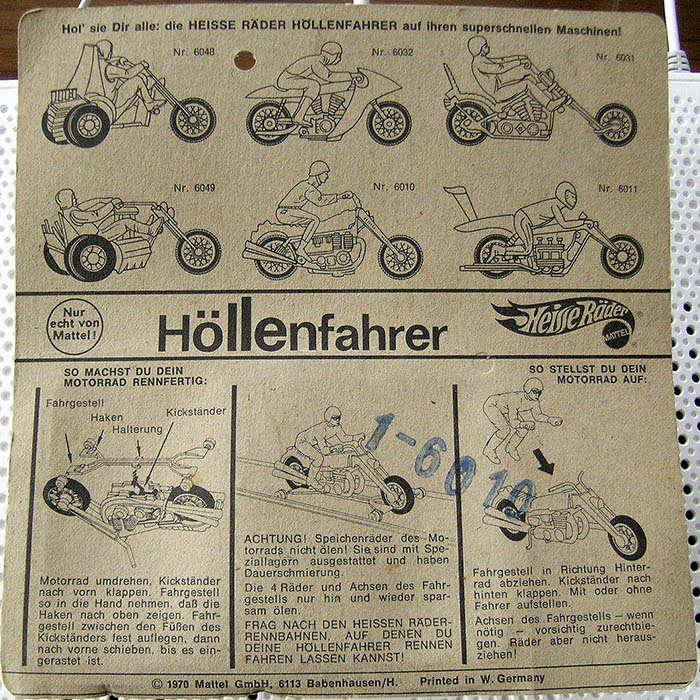 Hol' sie Dir alle: die HEISSE RÄDER HÖLLENFAHRER auf ihren superschnellen Maschinen!
Nr. 6048
Nr. 6032
Nr. 6031
Nr. 6049
Nr. 6010
Nr. 6011
Nur
echt von
Mattel!
Höllenfahrer
Heisse Räder
MATTEL
®
SO MACHST DU DEIN
MOTORRAD RENNFERTIG:
Fahrgestell
Haken
Halterung
Kickständer
Motorrad umdrehen, Kickständer
nach vorn klappen. Fahrgestell
so in die Hand nehmen, daß die
Haken nach oben zeigen. Fahr-
gestell zwischen den Füßen des
Kickständers fest auflegen, dann
nach vorne schieben, bis es ein-
gerastet ist.
1-6010
ACHTUNG! Speichenräder des Mo-
torrads nicht ölen! Sie sind mit Spe-
ziallagern ausgestattet und haben
Dauerschmierung.
Die 4 Räder und Achsen des Fahr-
gestells nur hin und wieder spar-
sam ölen.
FRAG NACH DEN HEISSEN RÄDER-
RENNBAHNEN, AUF DENEN DU
DEINE HÖLLENFAHRER RENNEN
FAHREN LASSEN KANNST!
SO STELLST DU DEIN
MOTORRAD AUF:
Fahrgestell in Richtung Hinter-
rad abziehen. Kickständer nach
hinten klappen. Mit oder ohne
Fahrer aufstellen.
Achsen des Fahrgestells – wenn
nötig – vorsichtig zurechtbie-
gen. Räder aber nicht heraus-
ziehen!
© 1970 Mattel GmbH, 6113 Babenhausen/H. Printed in W. Germany